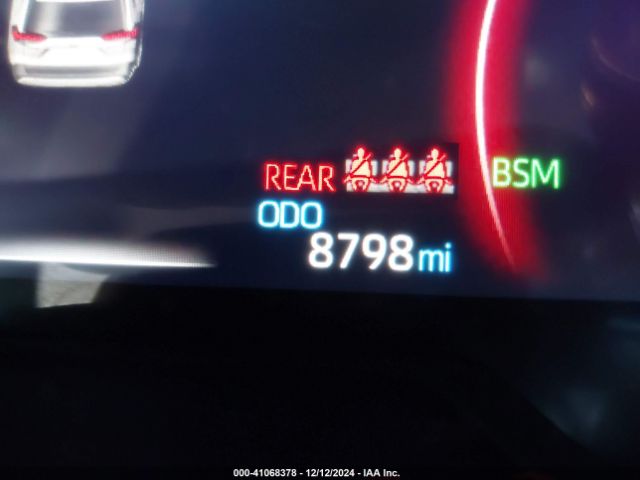 REAR
BSM
ODO
8798 mi
000-41068378 - 12/12/2024 - IAA Inc.